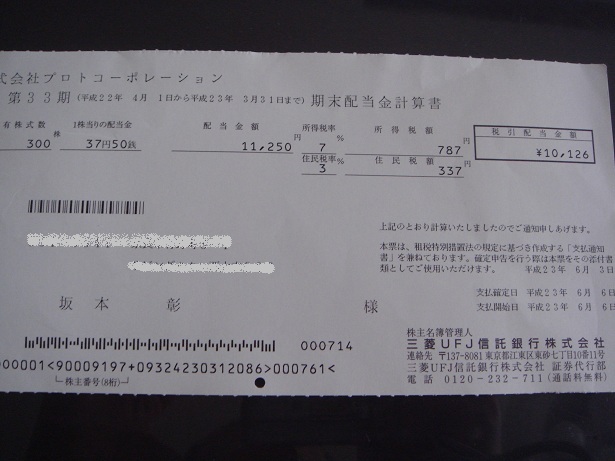 式会社プロトコーポレーション
第33期 (平成22年 4月 1日から平成23年 3月31日まで) 期末配当金計算書
有株式数 1株当りの配当金 配当金額 所得税率 所得税額 税引配当金額
株 円 % 円
300 37円50銭 11,250 7 787 ¥10,126
住民税率 住民税額
% 円
3 337
上記のとおり計算いたしましたのでご通知申しあげます。
本票は、租税特別措置法の規定に基づき作成する「支払通知
書」を兼ねております。確定申告を行う際は本票をその添付書
類としてご使用いただけます。 平成23年 6月 3日
支払確定日 平成23年 6月 6日
支払開始日 平成23年 6月 6日
坂本 彰 様
000714
株主名簿管理人
三菱UFJ信託銀行株式会社
連絡先 〒137-8081 東京都江東区東砂七丁目10番11号
三菱UFJ信託銀行株式会社 証券代行部
電話 0120-232-711 (通話料無料)
000001<90009197+09324230312086>000761<
株主番号(8桁)